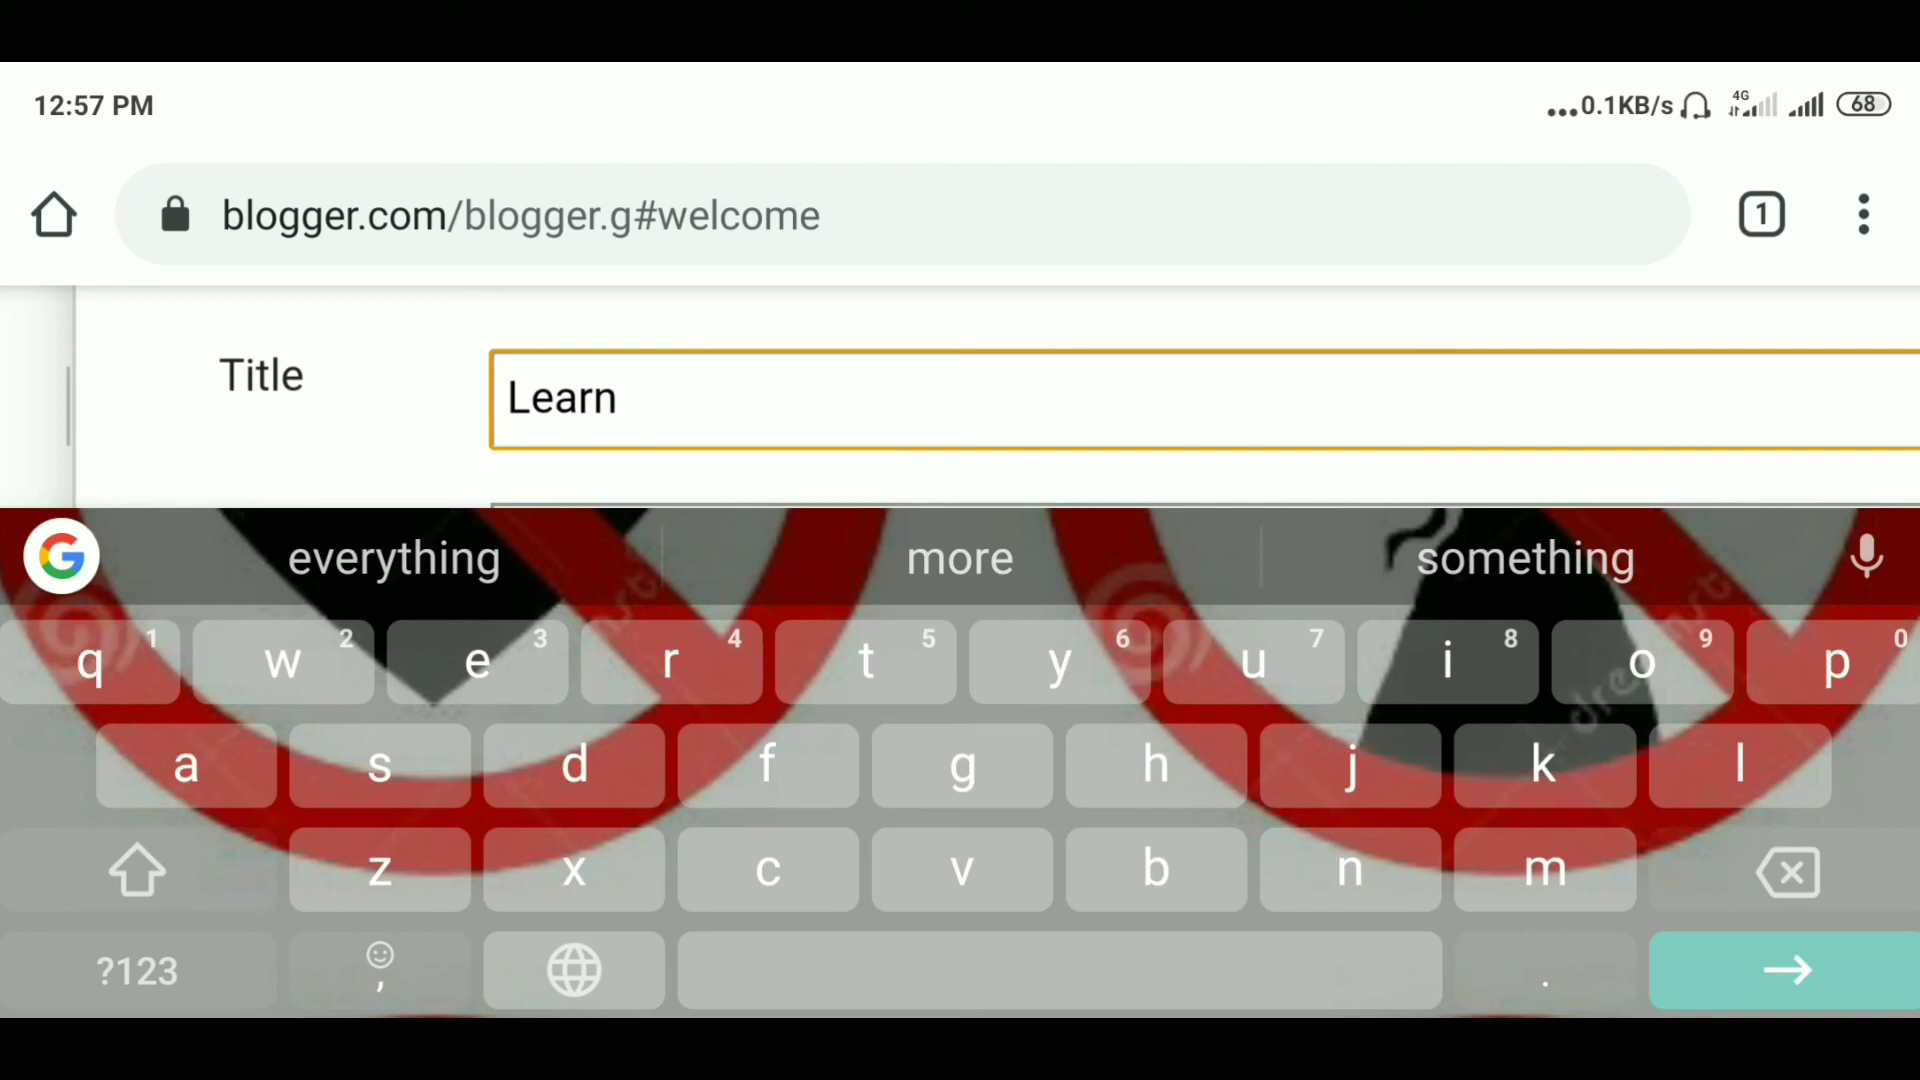 12:57 PM
...0.1KB/s 4G 68
blogger.com/blogger.g#welcome
1
Title
Learn
everything more something
q 1 w 2 e 3 r 4 t 5 y 6 u 7 i 8 o 9 p 0
a s d f g h j k l
z x c v b n m
?123 , .